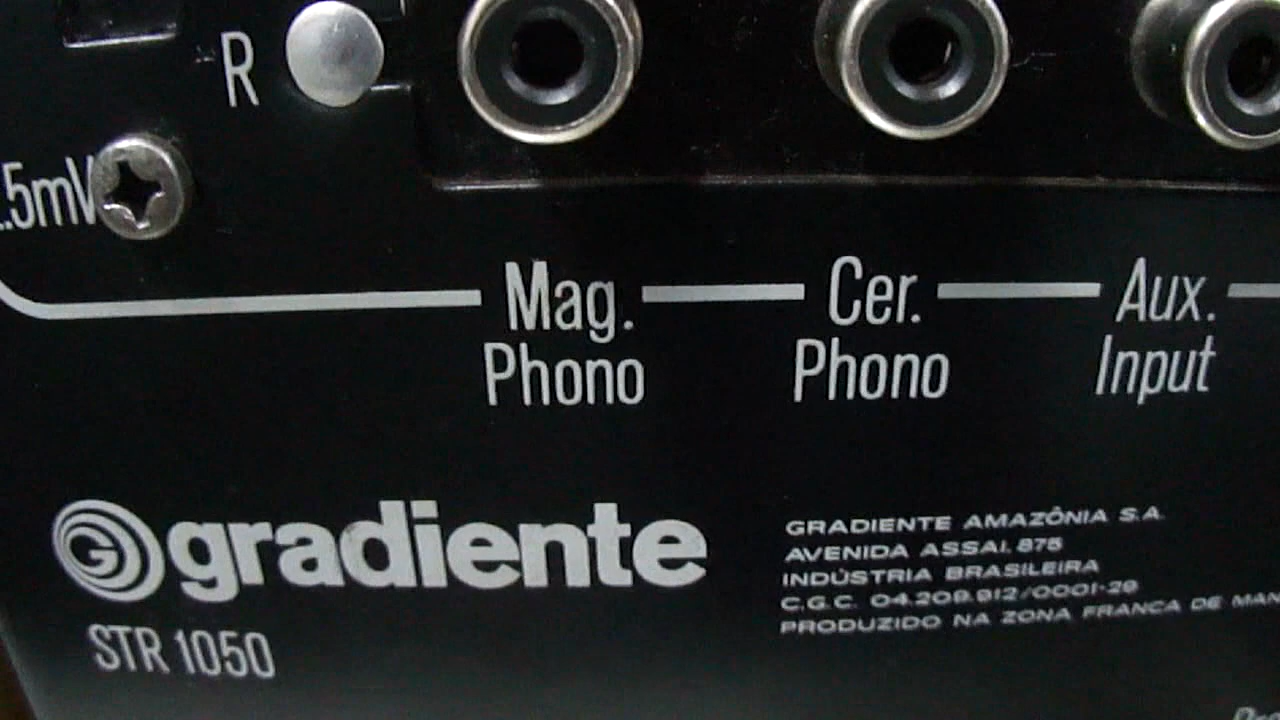 R
.5mV
Mag. Cer. Aux.
Phono Phono Input
gradiente
STR 1050
GRADIENTE AMAZÔNIA S.A.
AVENIDA ASSAI, 875
INDÚSTRIA BRASILEIRA
C.G.C. 04.209.912/0001-29
PRODUZIDO NA ZONA FRANCA DE MAN